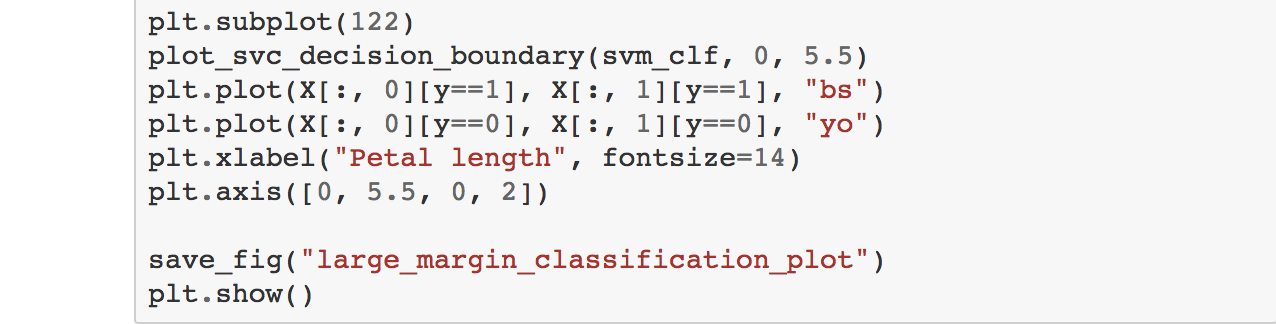 plt.subplot(122)
plot_svc_decision_boundary(svm_clf, 0, 5.5)
plt.plot(X[:, 0][y==1], X[:, 1][y==1], "bs")
plt.plot(X[:, 0][y==0], X[:, 1][y==0], "yo")
plt.xlabel("Petal length", fontsize=14)
plt.axis([0, 5.5, 0, 2])

save_fig("large_margin_classification_plot")
plt.show()